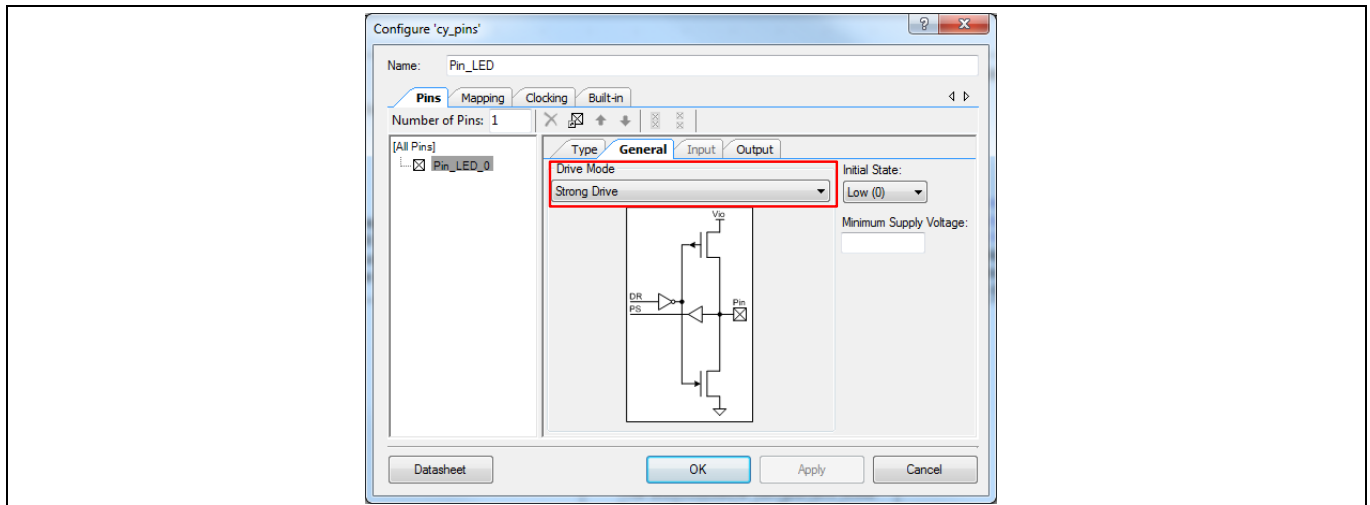 Configure 'cy_pins'
Name: Pin_LED
Pins Mapping Clocking Built-in
Number of Pins: 1
[All Pins]
Pin_LED_0
Type General Input Output
Drive Mode
Strong Drive
Initial State:
Low (0)
Minimum Supply Voltage:
Vio
DR
PS
Pin
Datasheet OK Apply Cancel